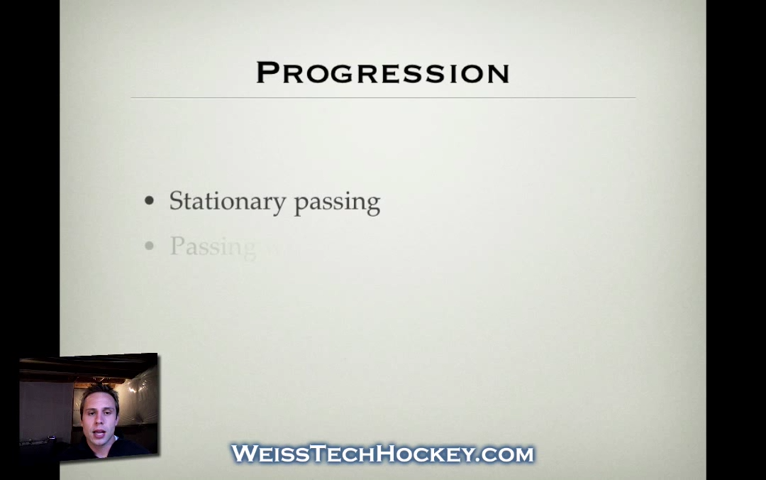 PROGRESSION
• Stationary passing
• Passing
WEISSTECHHOCKEY.COM